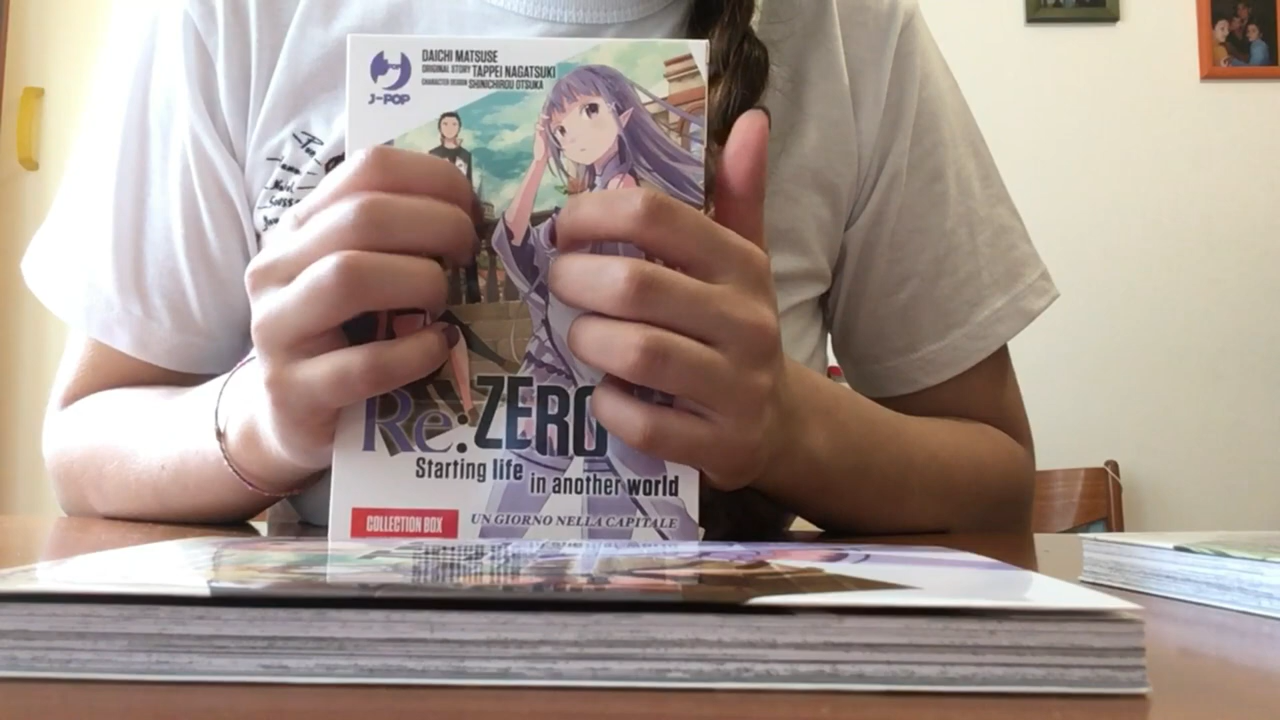 J-POP
DAICHI MATSUSE
ORIGINAL STORY TAPPEI NAGATSUKI
CHARACTER DESIGN SHINICHIROU OTSUKA
Re:ZERO
Starting life
in another world
COLLECTION BOX
UN GIORNO NELLA CAPITALE